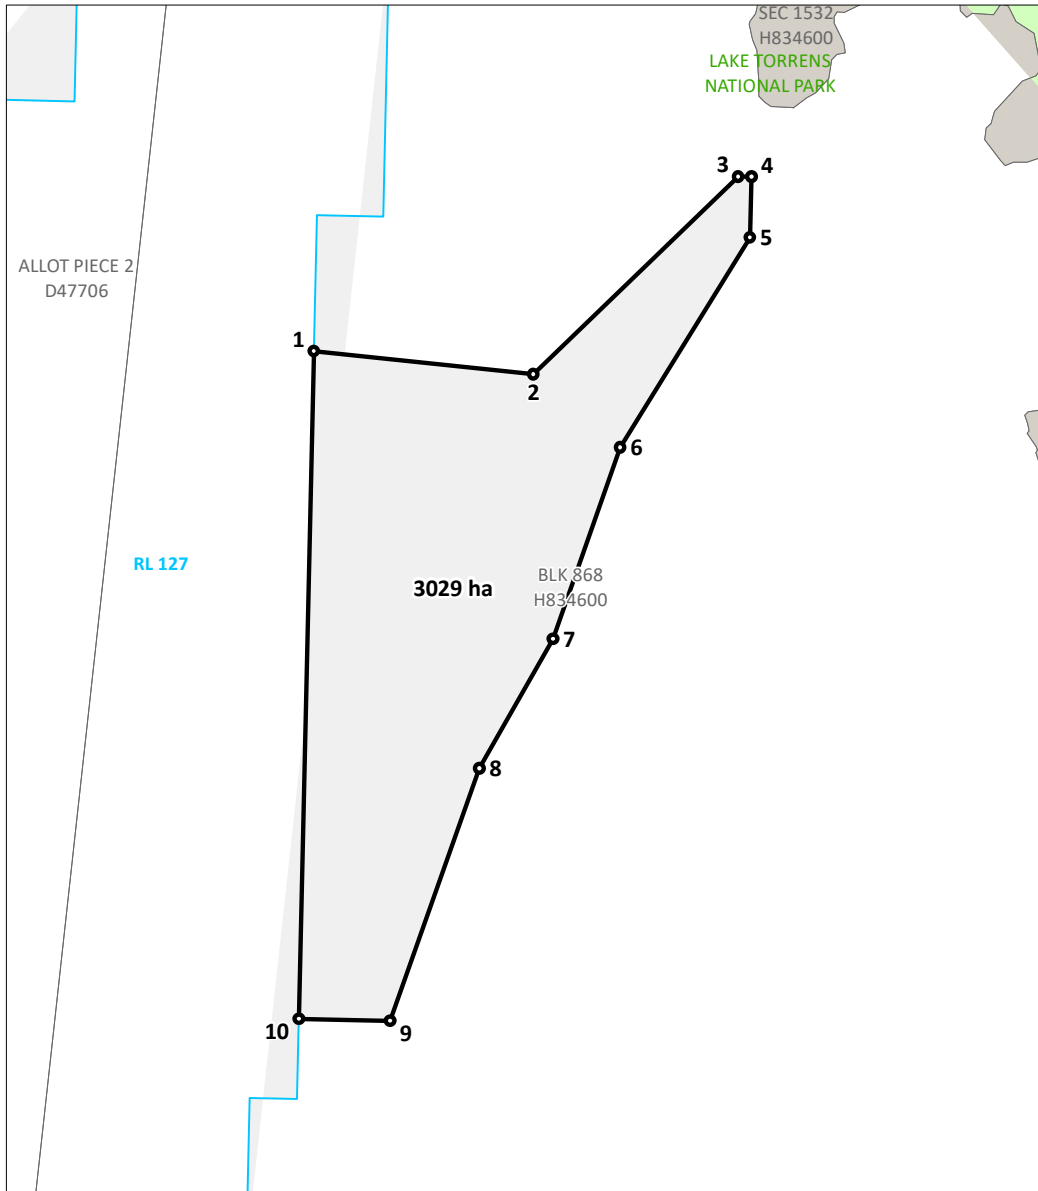 SEC 1532
H834600
LAKE TORRENS
NATIONAL PARK
3
4
5
ALLOT PIECE 2
D47706
1
2
6
RL 127
BLK 868
H834600
3029 ha
7
8
10
9